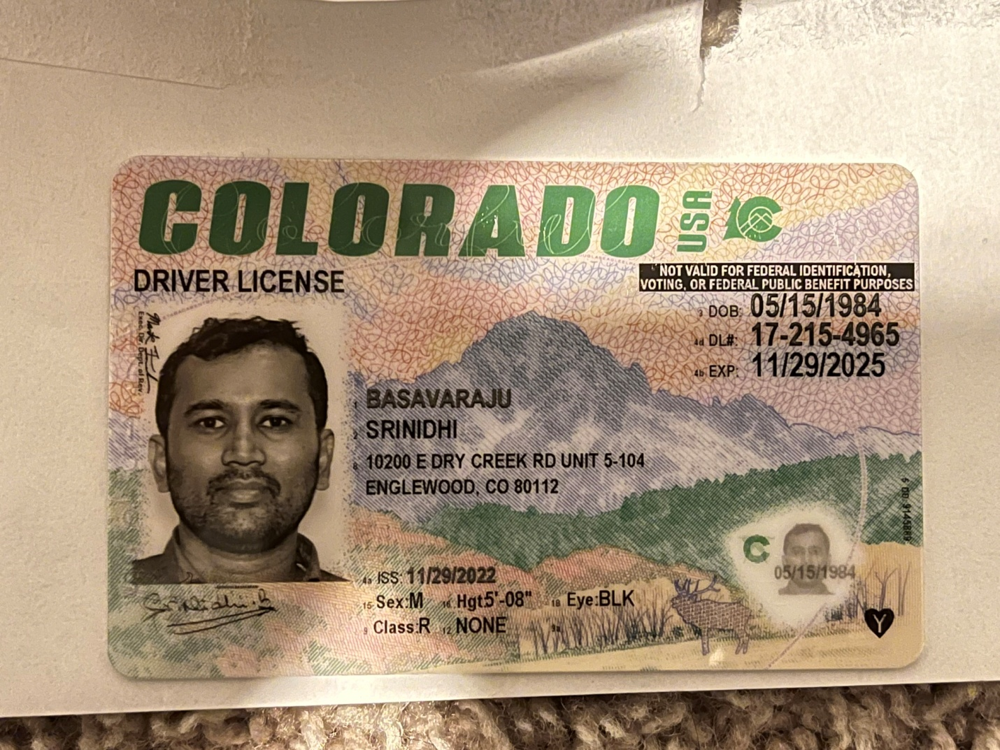 COLORADO USA C
DRIVER LICENSE
NOT VALID FOR FEDERAL IDENTIFICATION,
VOTING, OR FEDERAL PUBLIC BENEFIT PURPOSES
3 DOB: 05/15/1984
4d DL#: 17-215-4965
4b EXP: 11/29/2025
Exec. Dir. Dept. of Rev.
1 BASAVARAJU
2 SRINIDHI
8 10200 E DRY CREEK RD UNIT 5-104
ENGLEWOOD, CO 80112
4a ISS: 11/29/2022
15 Sex:M 16 Hgt:5'-08" 18 Eye:BLK
9 Class:R 12 NONE 9a
C
05/15/1984
Y
5 DD 9145889